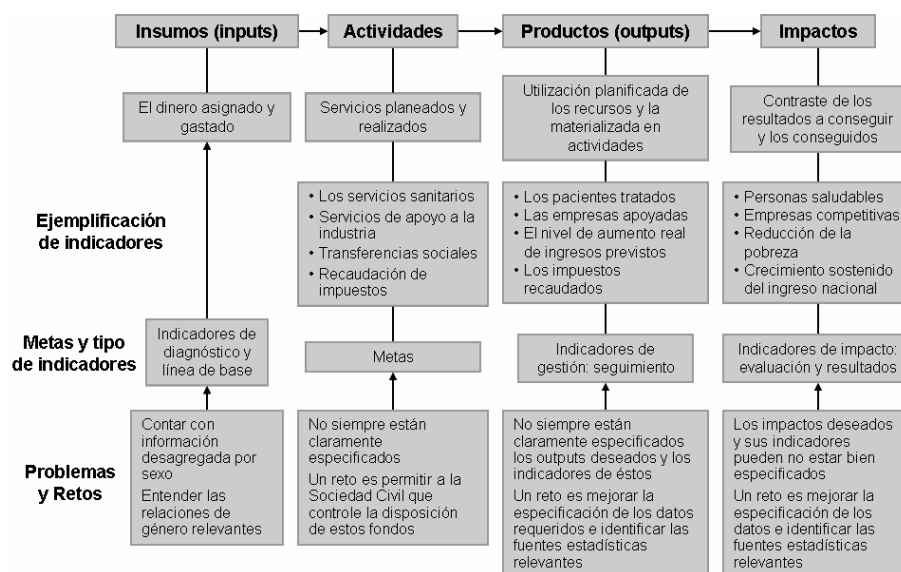 Insumos (inputs)
Actividades
Productos (outputs)
Impactos
El dinero asignado y
gastado
Servicios planeados y
realizados
Utilización planificada de
los recursos y la
materializada en
actividades
Contraste de los
resultados a conseguir
y los conseguidos
Ejemplificación
de indicadores
• Los servicios sanitarios
• Servicios de apoyo a la
industria
• Transferencias sociales
• Recaudación de
impuestos
• Los pacientes tratados
• Las empresas apoyadas
• El nivel de aumento real
de ingresos previstos
• Los impuestos
recaudados
• Personas saludables
• Empresas competitivas
• Reducción de la
pobreza
• Crecimiento sostenido
del ingreso nacional
Metas y tipo
de indicadores
Indicadores de
diagnóstico y
línea de base
Metas
Indicadores de
gestión: seguimiento
Indicadores de impacto:
evaluación y resultados
Problemas
y Retos
Contar con
información
desagregada por
sexo
Entender las
relaciones de
género relevantes
No siempre están
claramente
especificados
Un reto es permitir a la
Sociedad Civil que
controle la disposición
de estos fondos
No siempre están
claramente especificados
los outputs deseados y los
indicadores de éstos
Un reto es mejorar la
especificación de los datos
requeridos e identificar las
fuentes estadísticas
relevantes
Los impactos deseados
y sus indicadores
pueden no estar bien
especificados
Un reto es mejorar la
especificación de los
datos e identificar las
fuentes estadísticas
relevantes